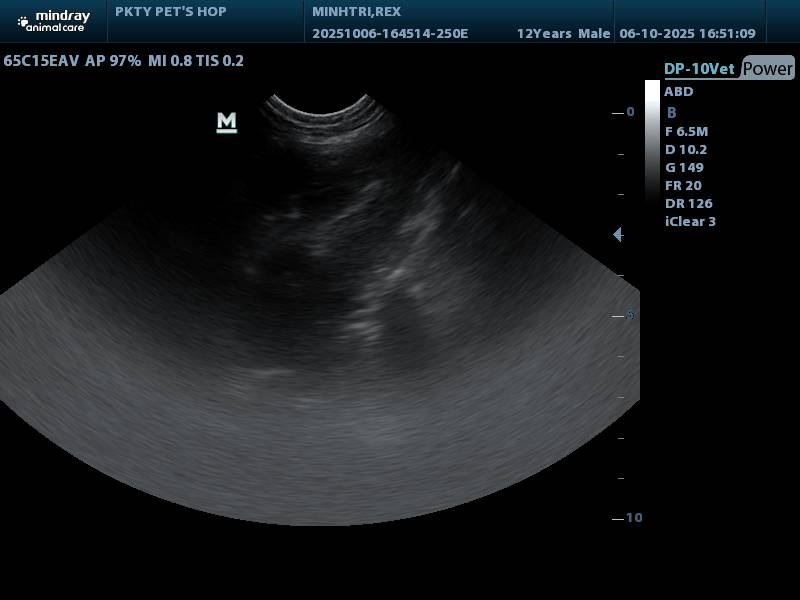 mindray
animal care
PKTY PET'S HOP
MINHTRI,REX
20251006-164514-250E
12Years Male
06-10-2025 16:51:09
65C15EAV AP 97% MI 0.8 TIS 0.2
DP-10Vet
Power
M
ABD
B
F 6.5M
D 10.2
G 149
FR 20
DR 126
iClear 3
0
5
10